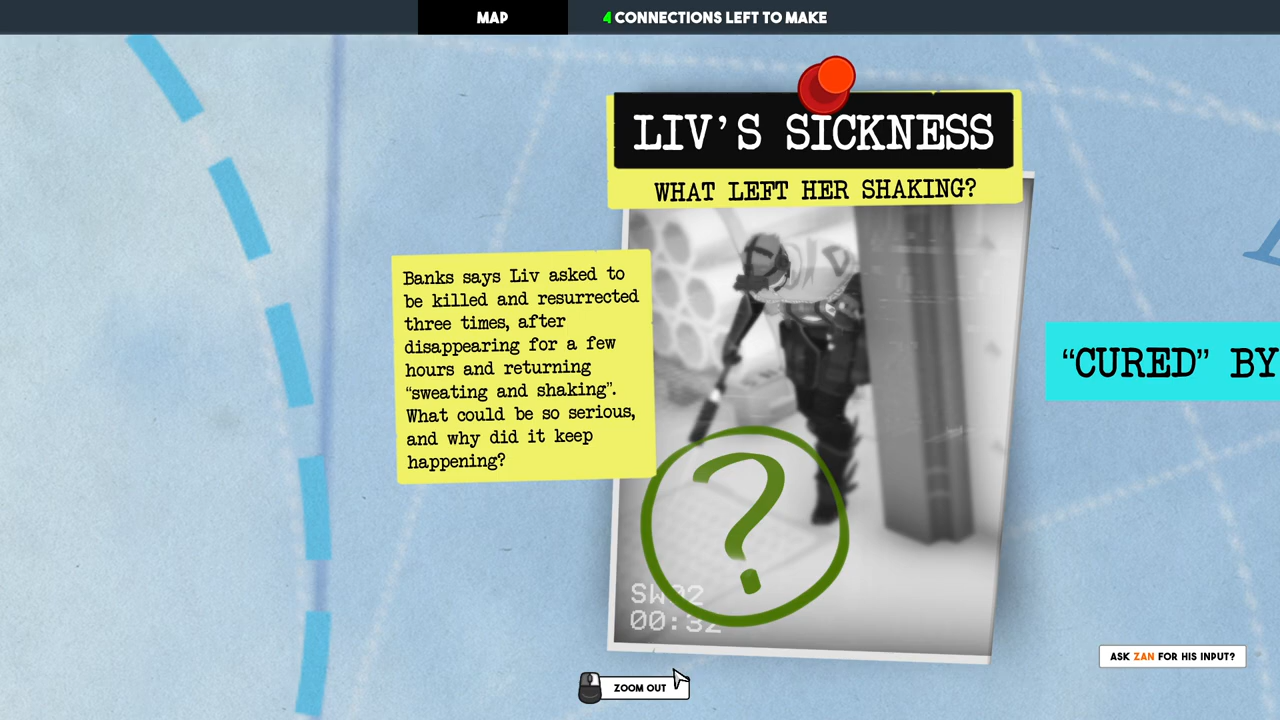 MAP
4 CONNECTIONS LEFT TO MAKE
LIV'S SICKNESS
WHAT LEFT HER SHAKING?
Banks says Liv asked to
be killed and resurrected
three times, after
disappearing for a few
hours and returning
“sweating and shaking”.
What could be so serious,
and why did it keep
happening?
“CURED” BY
SW02
00:32
ASK ZAN FOR HIS INPUT?
ZOOM OUT